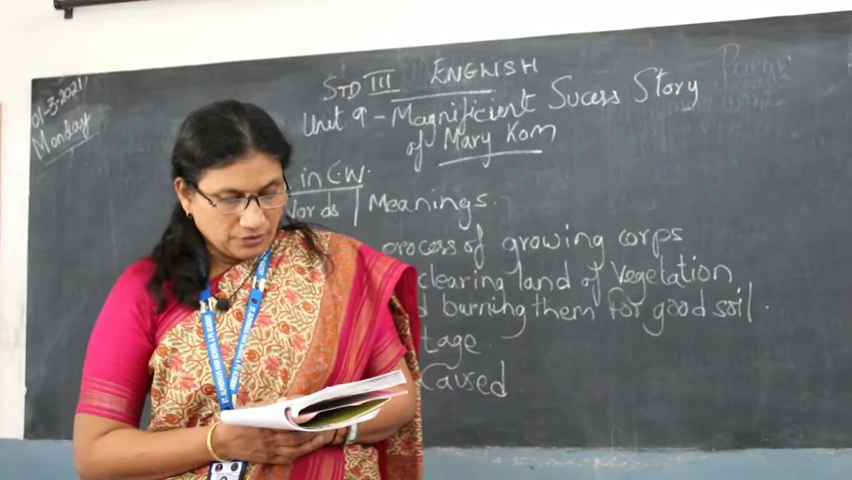 01-3-2021
Monday
STD III ENGLISH
Unit 9 - Magnificient Sucess Story
of Mary Kom
in C.W.
Words | Meanings.
process of growing corps
clearing land of vegetation
burning them for good soil.
tage.
Caused